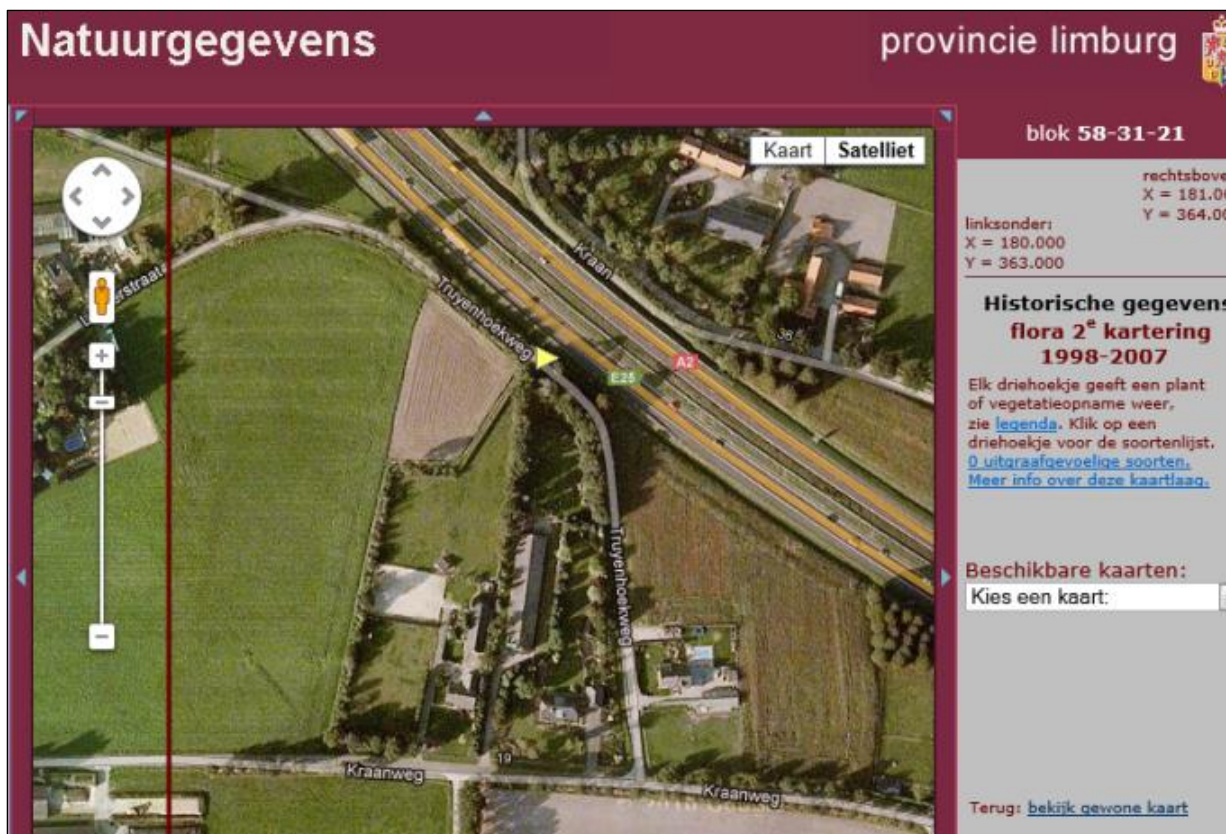 Natuurgegevens
provincie limburg
Kaart
Satelliet
Kraan
Truyenhoekweg
36
A2
E25
Truyenhoekweg
19
Kraanweg
Kraanweg
blok 58-31-21
rechtsbove
X = 181.00
Y = 364.00
linksonder:
X = 180.000
Y = 363.000
Historische gegevens
flora 2e kartering
1998-2007
Elk driehoekje geeft een plant
of vegetatieopname weer,
zie legenda. Klik op een
driehoekje voor de soortenlijst.
0 uitgraafgevoelige soorten.
Meer info over deze kaartlaag.
Beschikbare kaarten:
Kies een kaart:
Terug: bekijk gewone kaart